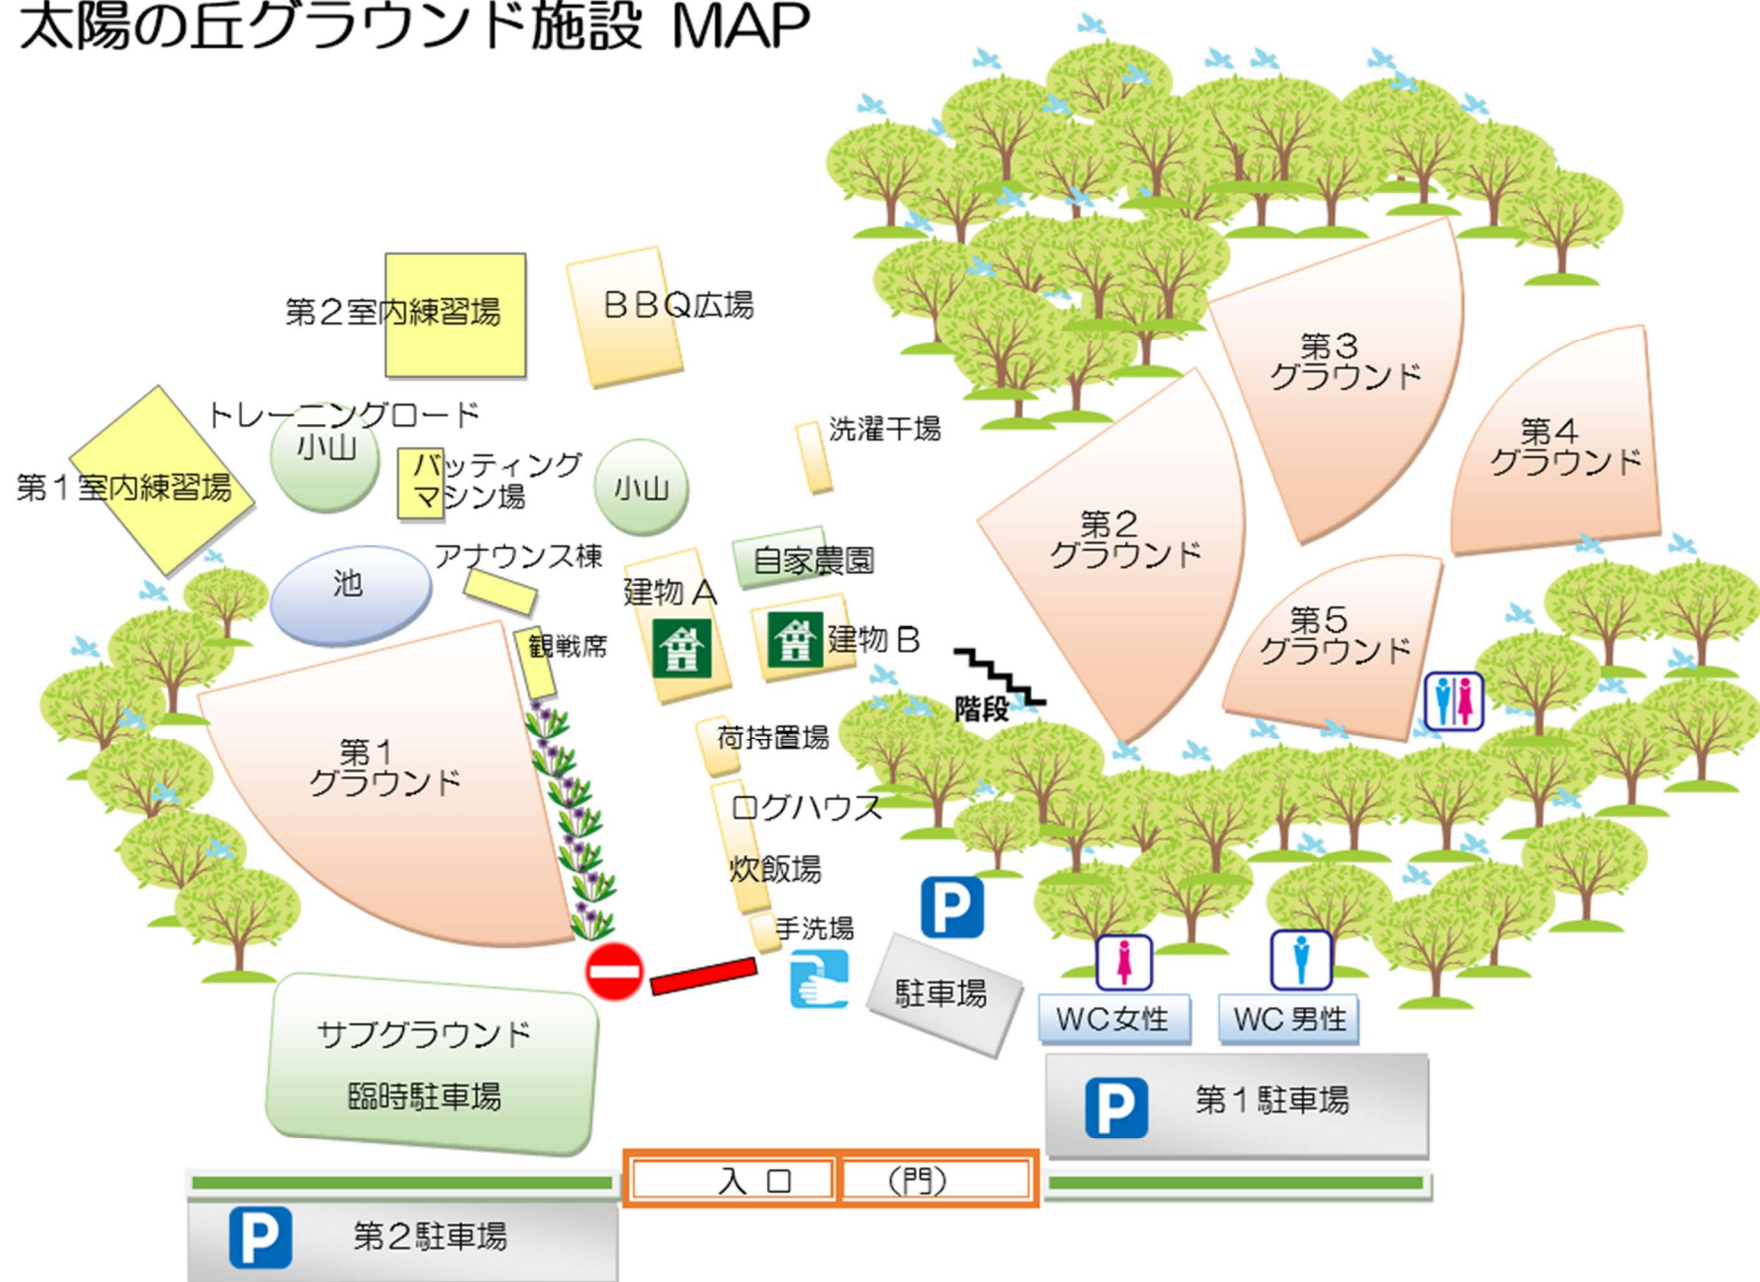 太陽の丘グラウンド施設 MAP
第２室内練習場
ＢＢＱ広場
トレーニングロード
小山
第１室内練習場
バッティング
マシン場
小山
洗濯干場
第３
グラウンド
第４
グラウンド
第２
グラウンド
アナウンス棟
池
建物Ａ
自家農園
観戦席
建物Ｂ
第５
グラウンド
階段
第１
グラウンド
荷持置場
ログハウス
炊飯場
手洗場
P
駐車場
WC女性
WC 男性
サブグラウンド
臨時駐車場
P
第１駐車場
入 口
（門）
P
第２駐車場